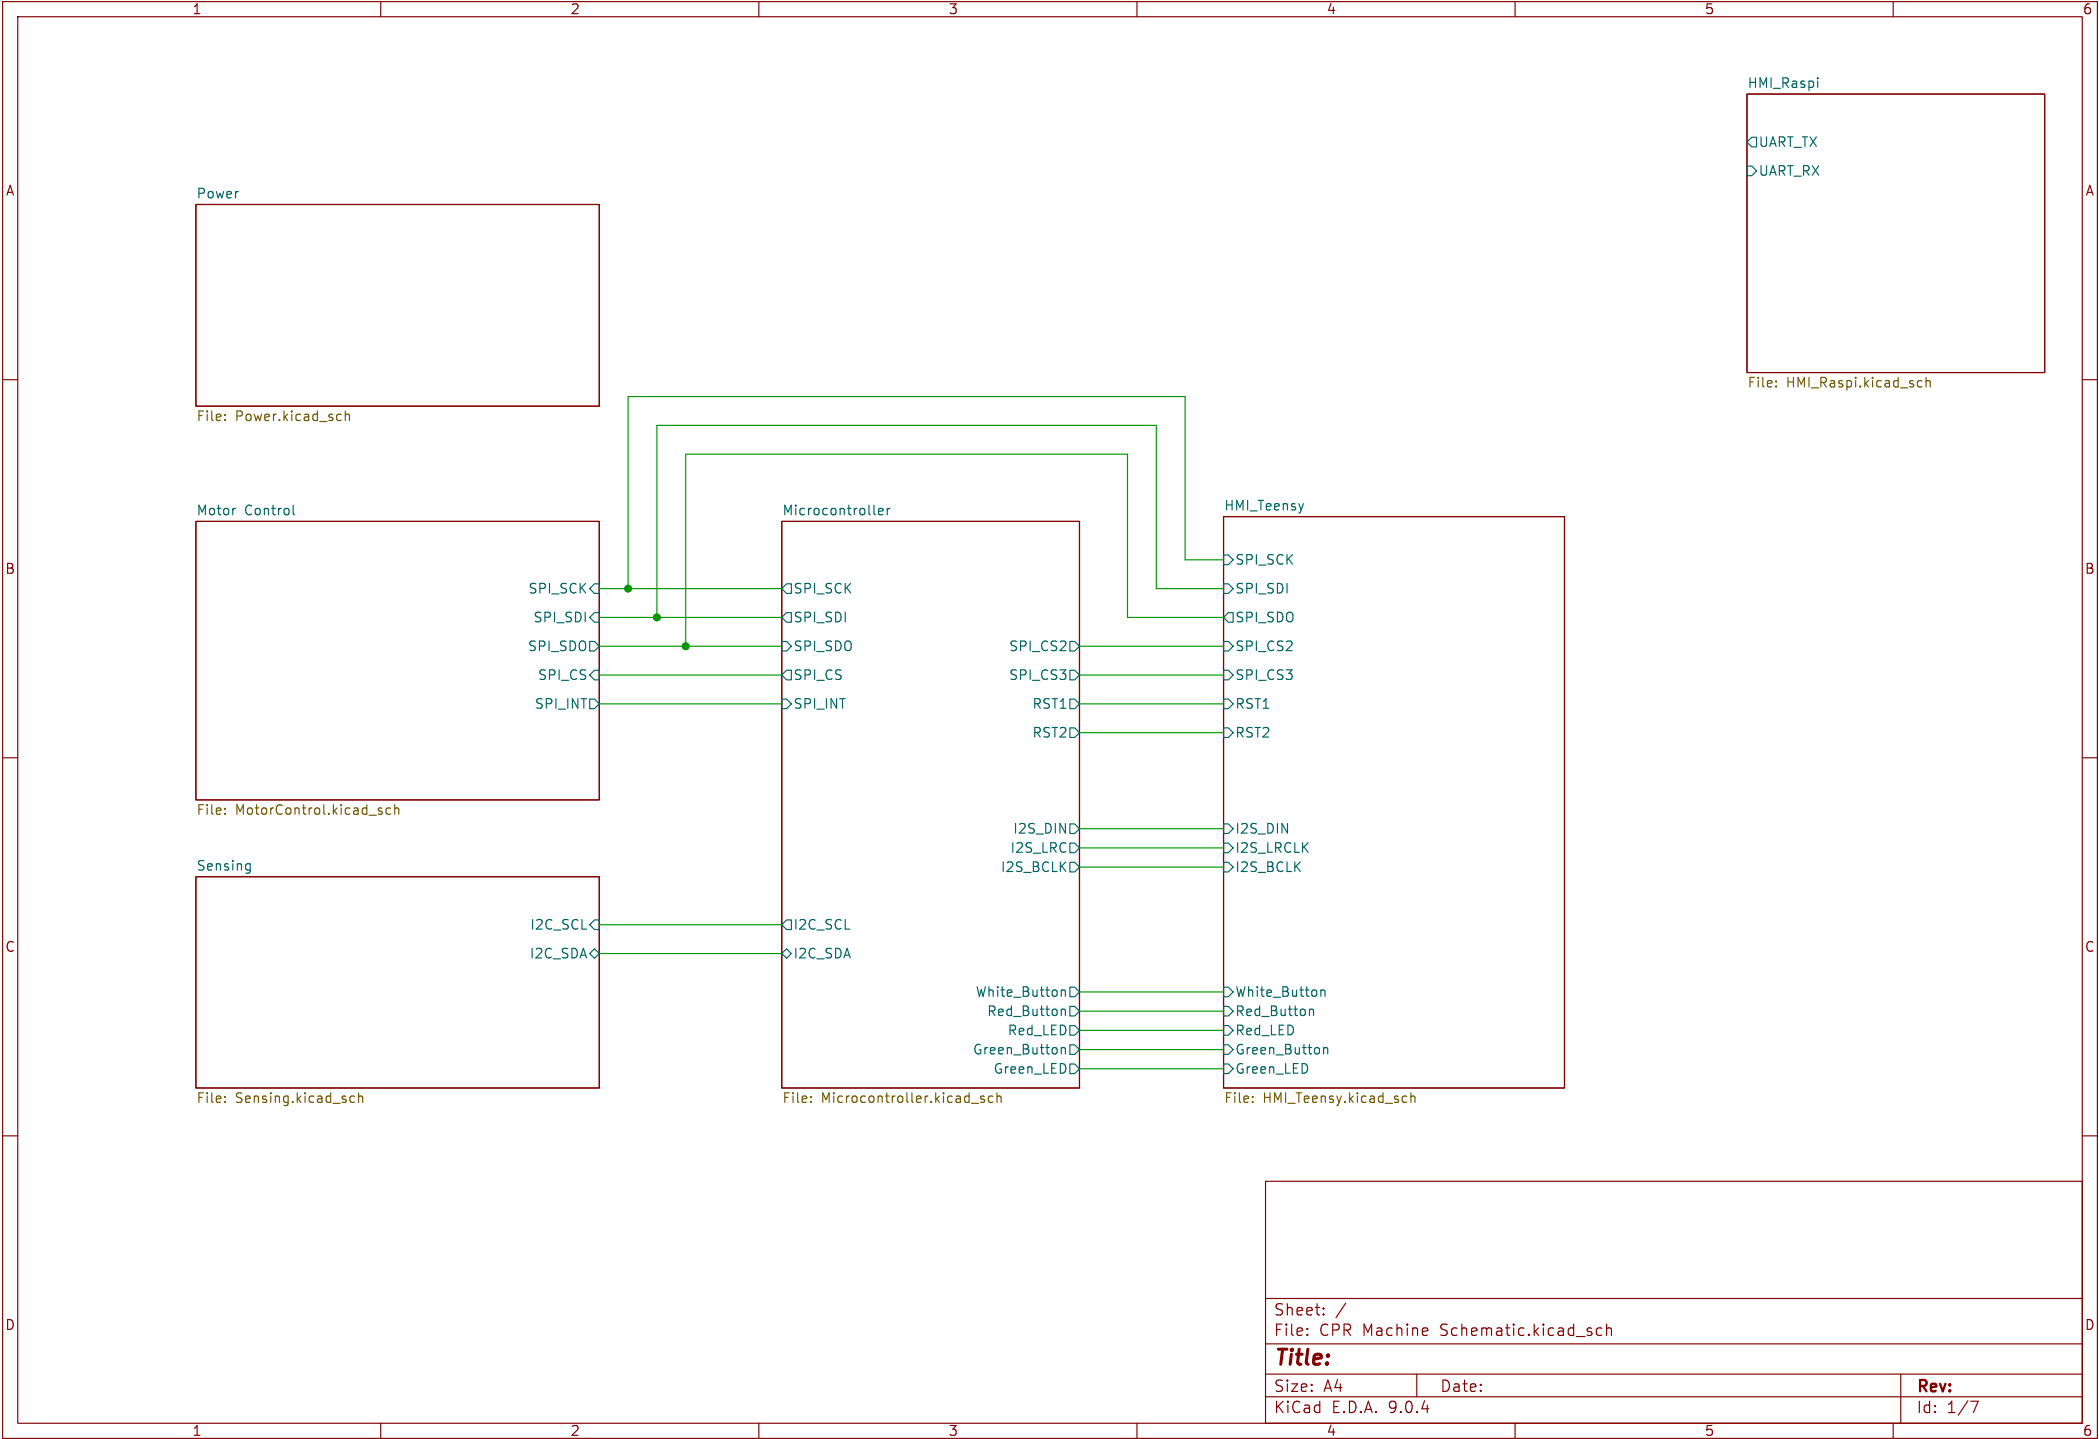 1 2 3 4 5 6
HMI_Raspi
UART_TX
UART_RX
File: HMI_Raspi.kicad_sch
A A
Power
File: Power.kicad_sch
B B
Motor Control
SPI_SCK
SPI_SDI
SPI_SDO
SPI_CS
SPI_INT
File: MotorControl.kicad_sch
Microcontroller
SPI_SCK
SPI_SDI
SPI_SDO
SPI_CS
SPI_INT
SPI_CS2
SPI_CS3
RST1
RST2
I2S_DIN
I2S_LRC
I2S_BCLK
I2C_SCL
I2C_SDA
White_Button
Red_Button
Red_LED
Green_Button
Green_LED
File: Microcontroller.kicad_sch
HMI_Teensy
SPI_SCK
SPI_SDI
SPI_SDO
SPI_CS2
SPI_CS3
RST1
RST2
I2S_DIN
I2S_LRCLK
I2S_BCLK
White_Button
Red_Button
Red_LED
Green_Button
Green_LED
File: HMI_Teensy.kicad_sch
C C
Sensing
I2C_SCL
I2C_SDA
File: Sensing.kicad_sch
D D
Sheet: /
File: CPR Machine Schematic.kicad_sch
Title:
Size: A4 Date: Rev:
KiCad E.D.A. 9.0.4 Id: 1/7
1 2 3 4 5 6